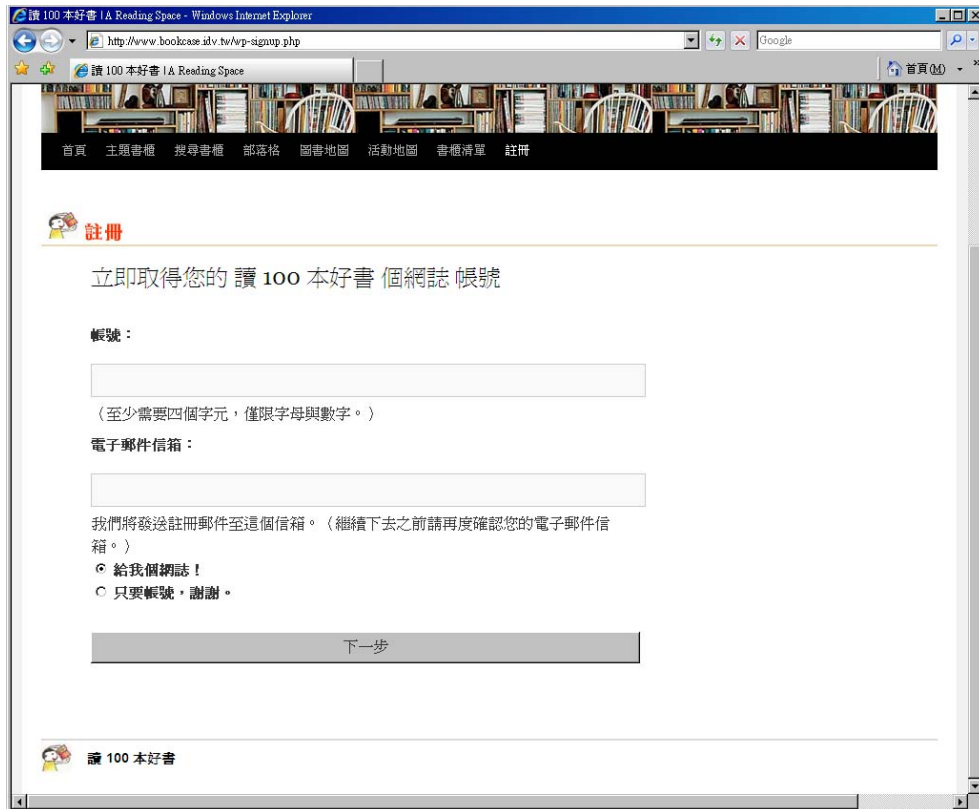 讀 100 本好書 | A Reading Space - Windows Internet Explorer
http://www.bookcase.idv.tw/wp-signup.php
Google
讀 100 本好書 | A Reading Space
首頁(M)
首頁 主題書櫃 搜尋書櫃 部落格 圖書地圖 活動地圖 書櫃清單 註冊
註冊
立即取得您的 讀 100 本好書 個網誌 帳號
帳號：
（至少需要四個字元，僅限字母與數字。）
電子郵件信箱：
我們將發送註冊郵件至這個信箱。（繼續下去之前請再度確認您的電子郵件信
箱。）
給我個網誌！
只要帳號，謝謝。
下一步
讀 100 本好書